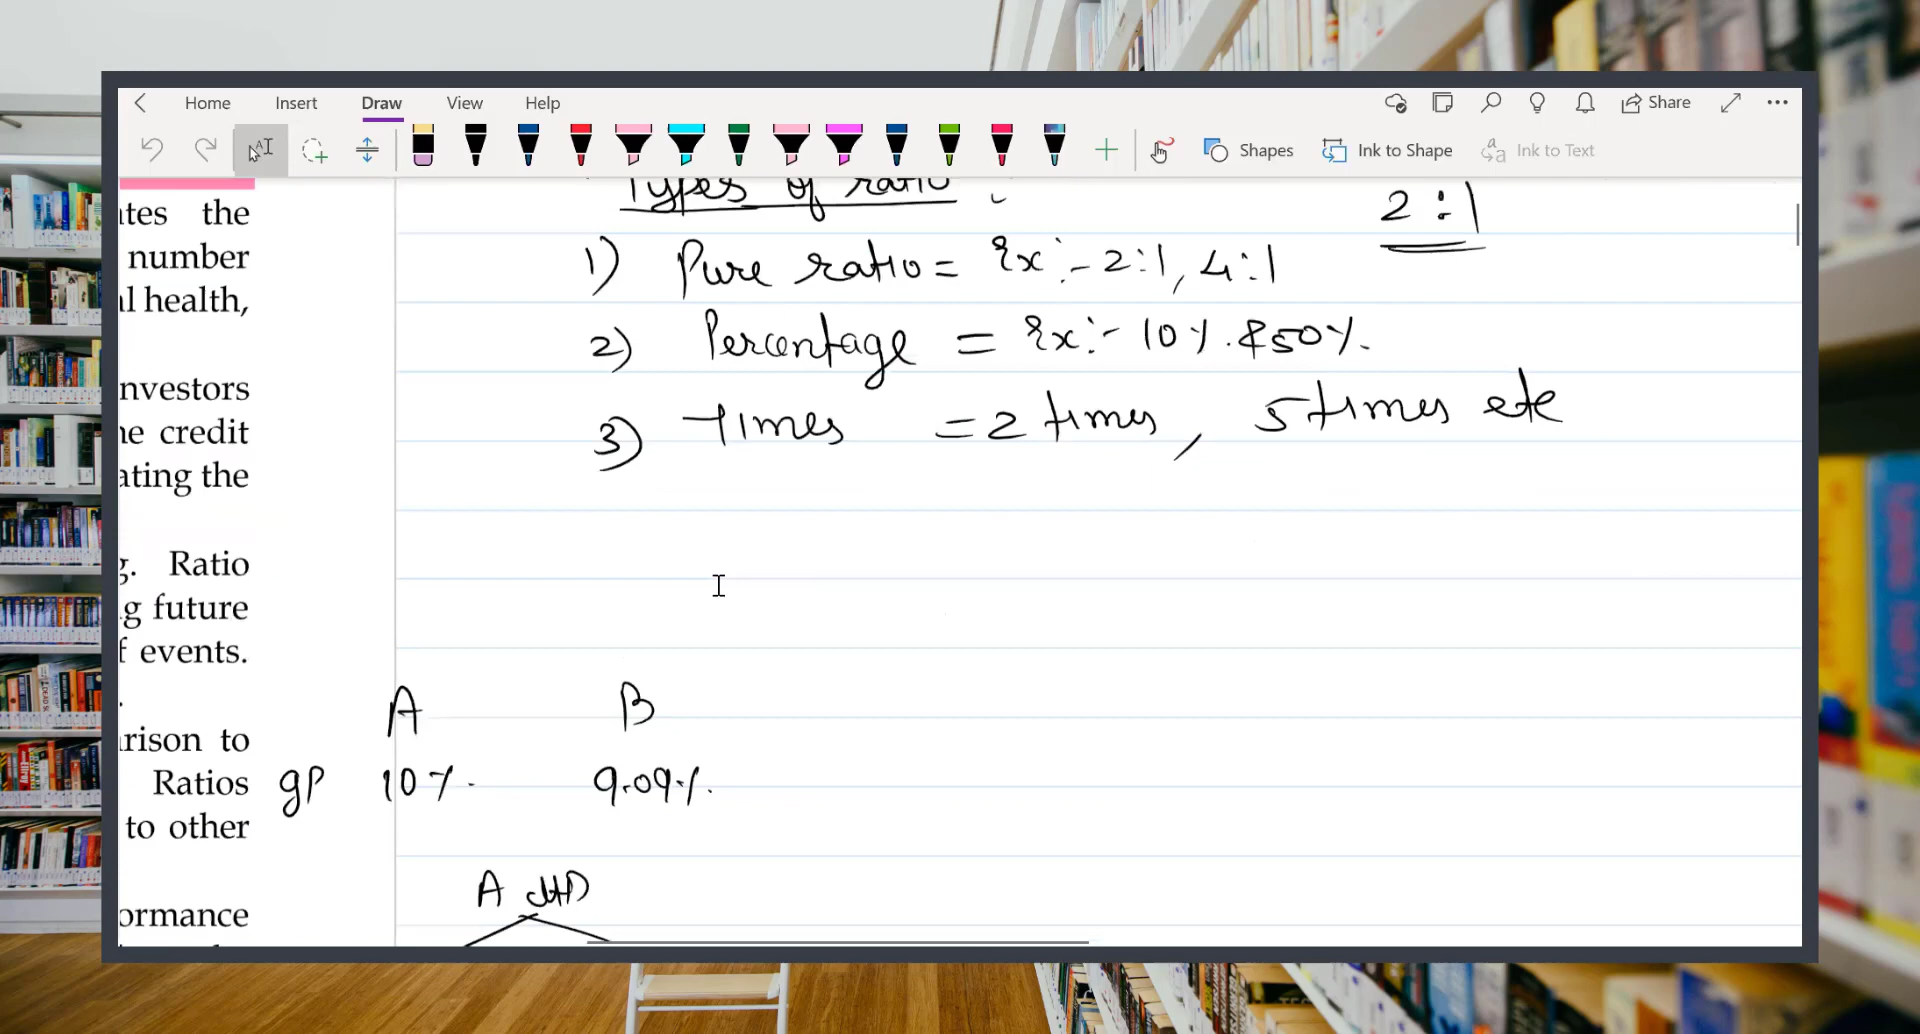 Home Insert Draw View Help Share
Shapes Ink to Shape Ink to Text
ates the
number
al health,
nvestors
he credit
ating the
g. Ratio
g future
f events.
.
arison to
Ratios
to other
ormance
Types of ratio :
2 : 1
1) Pure ratio = Ex :- 2:1, 4:1
2) Percentage = Ex :- 10%. & 50%.
3) Times = 2 times, 5 times etc
A B
gP 10%. 9.09%.
A LTD